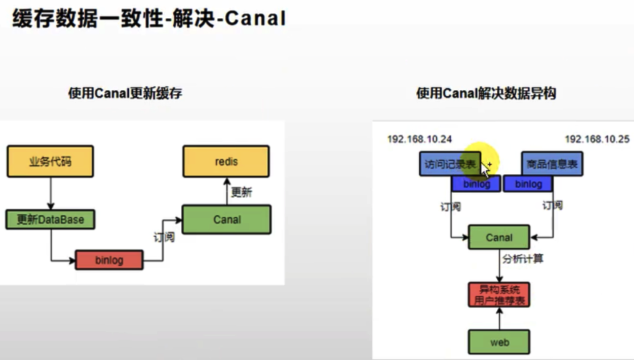 缓存数据一致性-解决-Canal
使用Canal更新缓存
使用Canal解决数据异构
业务代码
redis
更新
更新DataBase
Canal
订阅
binlog
192.168.10.24
192.168.10.25
访问记录表
商品信息表
binlog
binlog
订阅
订阅
Canal
分析计算
异构系统
用户推荐表
web